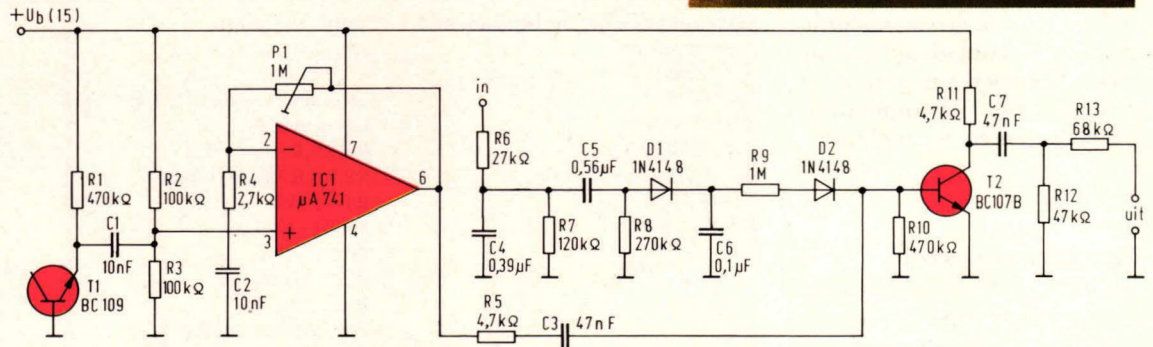 +Ub (15)
P1
1M
R1
470kΩ
R2
100kΩ
R4
2,7kΩ
2
−
IC1
µA 741
7
6
4
3
+
C1
10nF
R3
100kΩ
C2
10nF
T1
BC 109
in
R6
27kΩ
C5
0,56µF
D1
1N4148
R9
1M
D2
1N4148
C4
0,39µF
R7
120kΩ
R8
270kΩ
C6
0,1µF
R5
4,7kΩ
C3
47nF
R10
470kΩ
R11
4,7kΩ
C7
47nF
R13
68kΩ
T2
BC107B
R12
47kΩ
uit